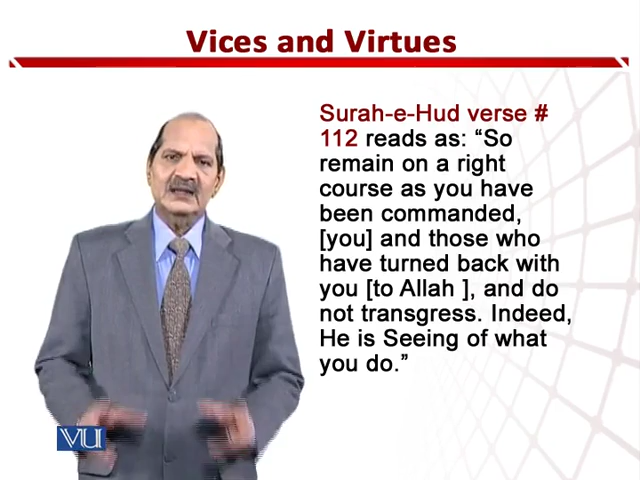 Vices and Virtues
Surah-e-Hud verse #
112 reads as: “So
remain on a right
course as you have
been commanded,
[you] and those who
have turned back with
you [to Allah ], and do
not transgress. Indeed,
He is Seeing of what
you do.”
VU